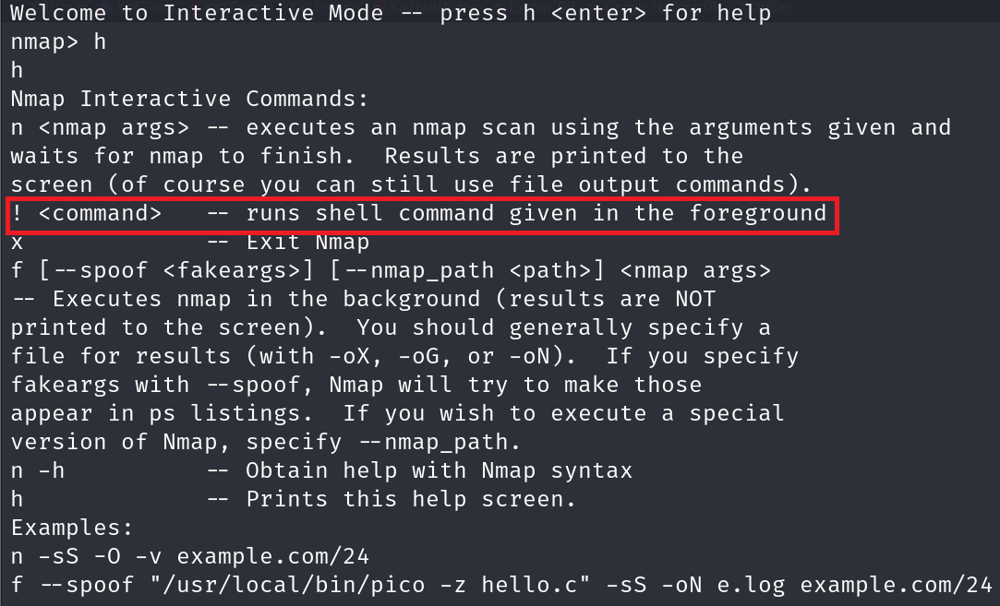 Welcome to Interactive Mode -- press h <enter> for help
nmap> h
h
Nmap Interactive Commands:
n <nmap args> -- executes an nmap scan using the arguments given and
waits for nmap to finish.  Results are printed to the
screen (of course you can still use file output commands).
! <command>   -- runs shell command given in the foreground
x             -- Exit Nmap
f [--spoof <fakeargs>] [--nmap_path <path>] <nmap args>
-- Executes nmap in the background (results are NOT
printed to the screen).  You should generally specify a
file for results (with -oX, -oG, or -oN).  If you specify
fakeargs with --spoof, Nmap will try to make those
appear in ps listings.  If you wish to execute a special
version of Nmap, specify --nmap_path.
n -h          -- Obtain help with Nmap syntax
h             -- Prints this help screen.
Examples:
n -sS -O -v example.com/24
f --spoof "/usr/local/bin/pico -z hello.c" -sS -oN e.log example.com/24